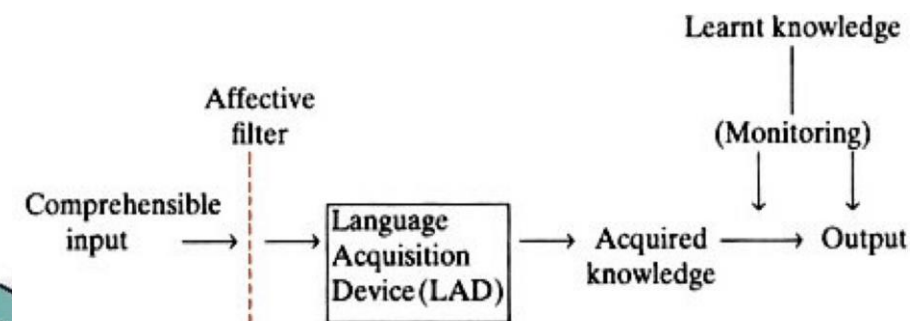 Learnt knowledge
Affective
filter
(Monitoring)
Comprehensible
input
Language
Acquisition
Device (LAD)
Acquired
knowledge
Output